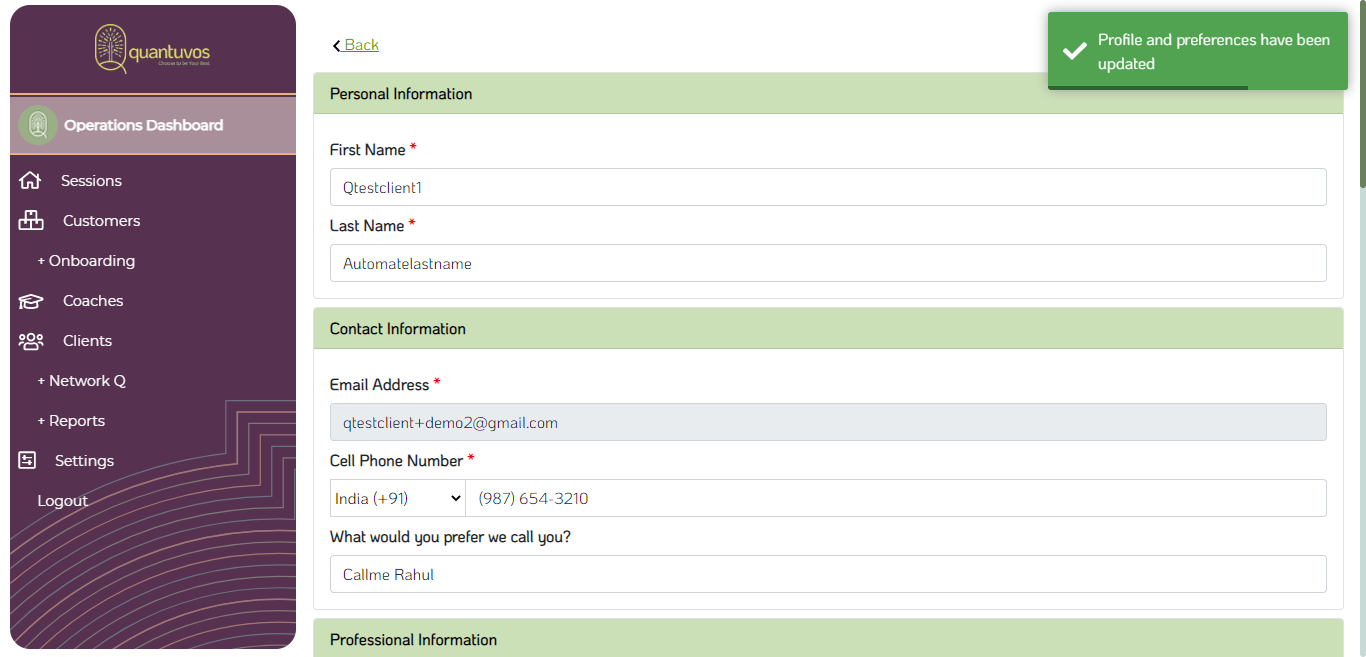 quantuvos
Choose to be Your Best
Operations Dashboard
Sessions
Customers
+ Onboarding
Coaches
Clients
+ Network Q
+ Reports
Settings
Logout
Back
Profile and preferences have been
updated
Personal Information
First Name *
Qtestclient1
Last Name *
Automatelastname
Contact Information
Email Address *
qtestclient+demo2@gmail.com
Cell Phone Number *
India (+91) (987) 654-3210
What would you prefer we call you?
Callme Rahul
Professional Information